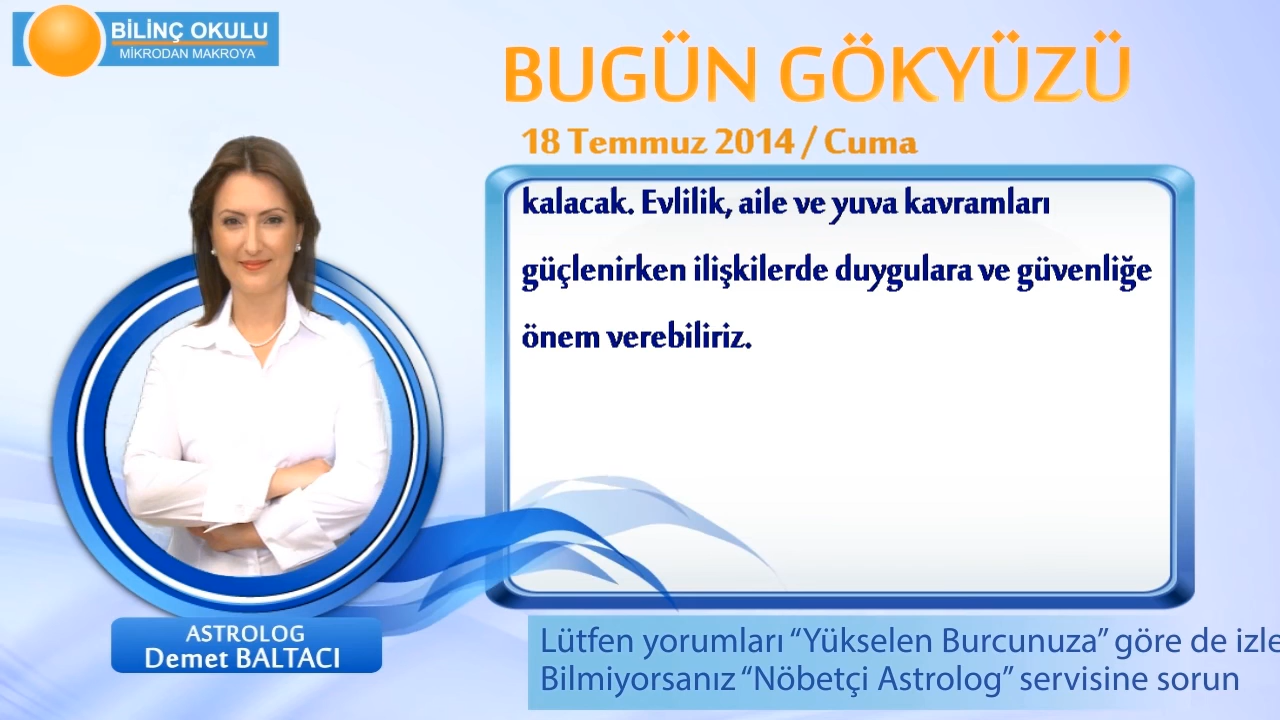 BİLİNÇ OKULU
MİKRODAN MAKROYA
BUGÜN GÖKYÜZÜ
18 Temmuz 2014 / Cuma
kalacak. Evlilik, aile ve yuva kavramları
güçlenirken ilişkilerde duygulara ve güvenliğe
önem verebiliriz.
ASTROLOG
Demet BALTACI
Lütfen yorumları “Yükselen Burcunuza” göre de izle
Bilmiyorsanız “Nöbetçi Astrolog” servisine sorun